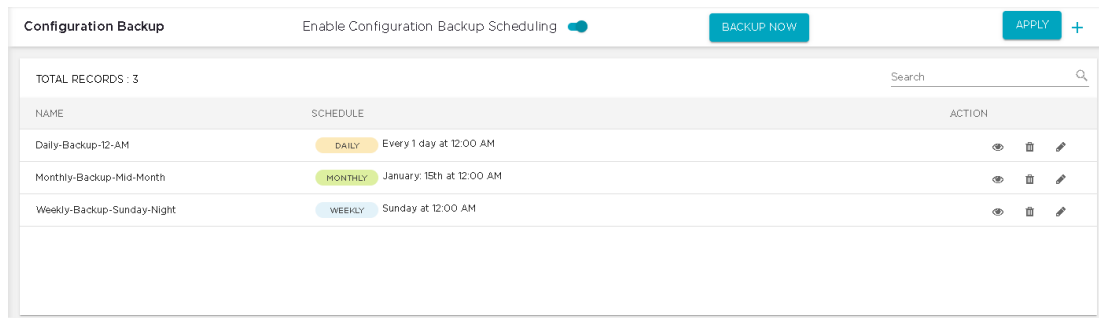 Configuration Backup Enable Configuration Backup Scheduling BACKUP NOW APPLY +
TOTAL RECORDS : 3 Search
NAME SCHEDULE ACTION
Daily-Backup-12-AM DAILY Every 1 day at 12:00 AM
Monthly-Backup-Mid-Month MONTHLY January: 15th at 12:00 AM
Weekly-Backup-Sunday-Night WEEKLY Sunday at 12:00 AM